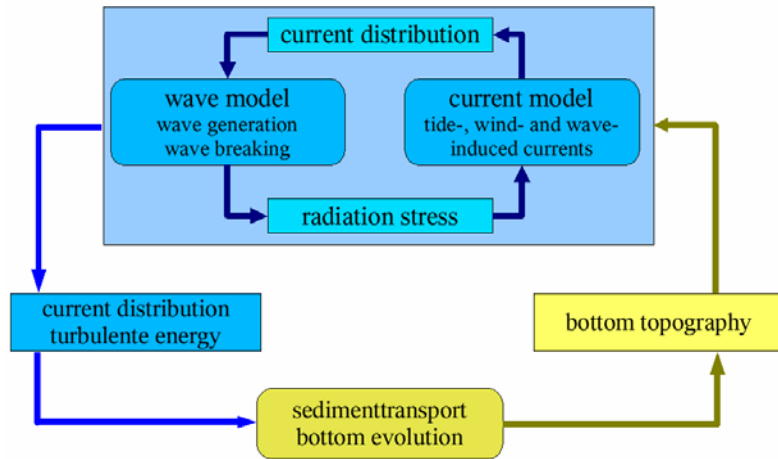 current distribution
wave model
wave generation
wave breaking
current model
tide-, wind- and wave-
induced currents
radiation stress
current distribution
turbulente energy
bottom topography
sedimenttransport
bottom evolution